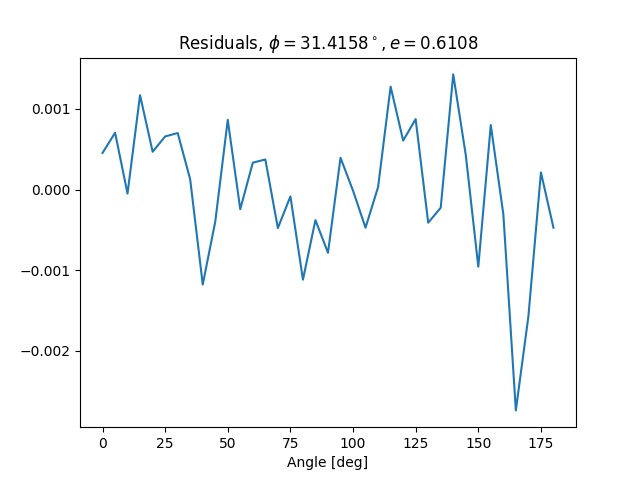 Residuals, ϕ = 31.4158°, e = 0.6108
0.001
0.000
−0.001
−0.002
0 25 50 75 100 125 150 175
Angle [deg]